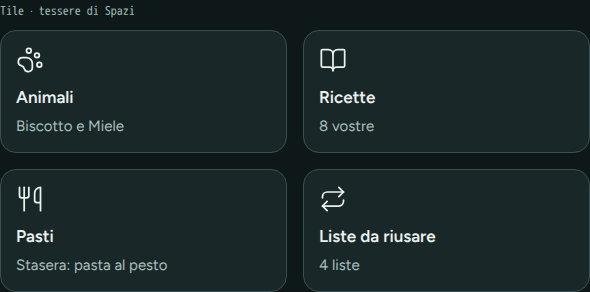 Tile · tessere di Spazi
Animali
Biscotto e Miele
Ricette
8 vostre
Pasti
Stasera: pasta al pesto
Liste da riusare
4 liste